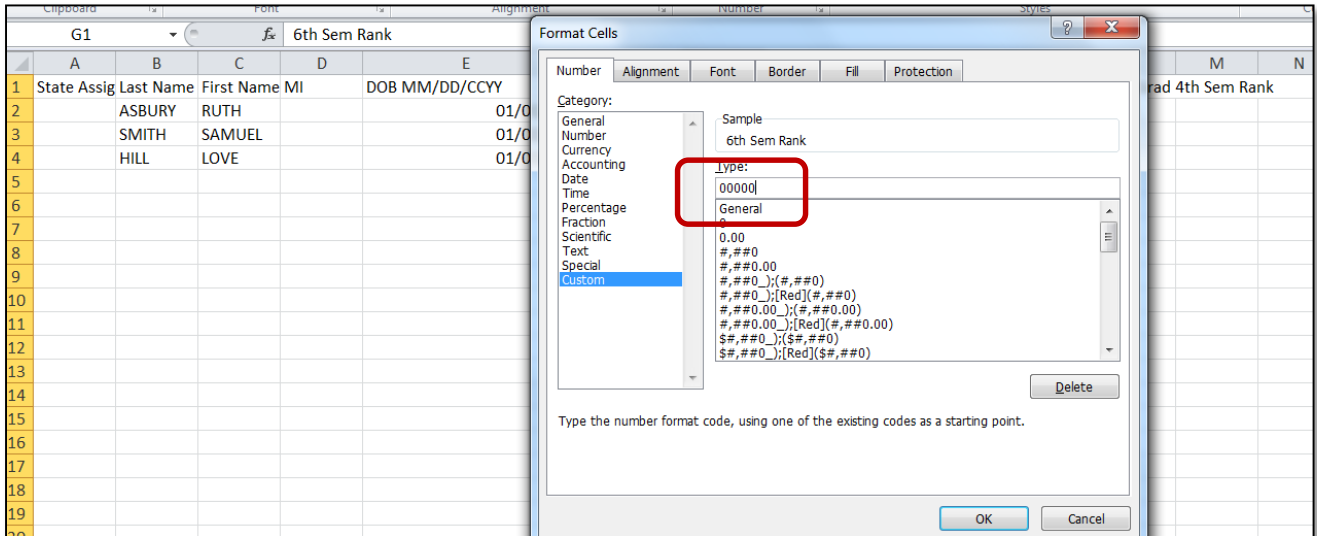 Clipboard Font Alignment Number Styles
G1 fx 6th Sem Rank
Format Cells
A B C D E M N
1 State Assig Last Name First Name MI DOB MM/DD/CCYY rad 4th Sem Rank
2 ASBURY RUTH 01/0
3 SMITH SAMUEL 01/0
4 HILL LOVE 01/0
5
6
7
8
9
10
11
12
13
14
15
16
17
18
19
20
Number Alignment Font Border Fill Protection
Category:
General
Number
Currency
Accounting
Date
Time
Percentage
Fraction
Scientific
Text
Special
Custom
Sample
6th Sem Rank
Type:
00000
General
0
0.00
#,##0
#,##0.00
#,##0_);(#,##0)
#,##0_);[Red](#,##0)
#,##0.00_);(#,##0.00)
#,##0.00_);[Red](#,##0.00)
$#,##0_);($#,##0)
$#,##0_);[Red]($#,##0)
Delete
Type the number format code, using one of the existing codes as a starting point.
OK Cancel